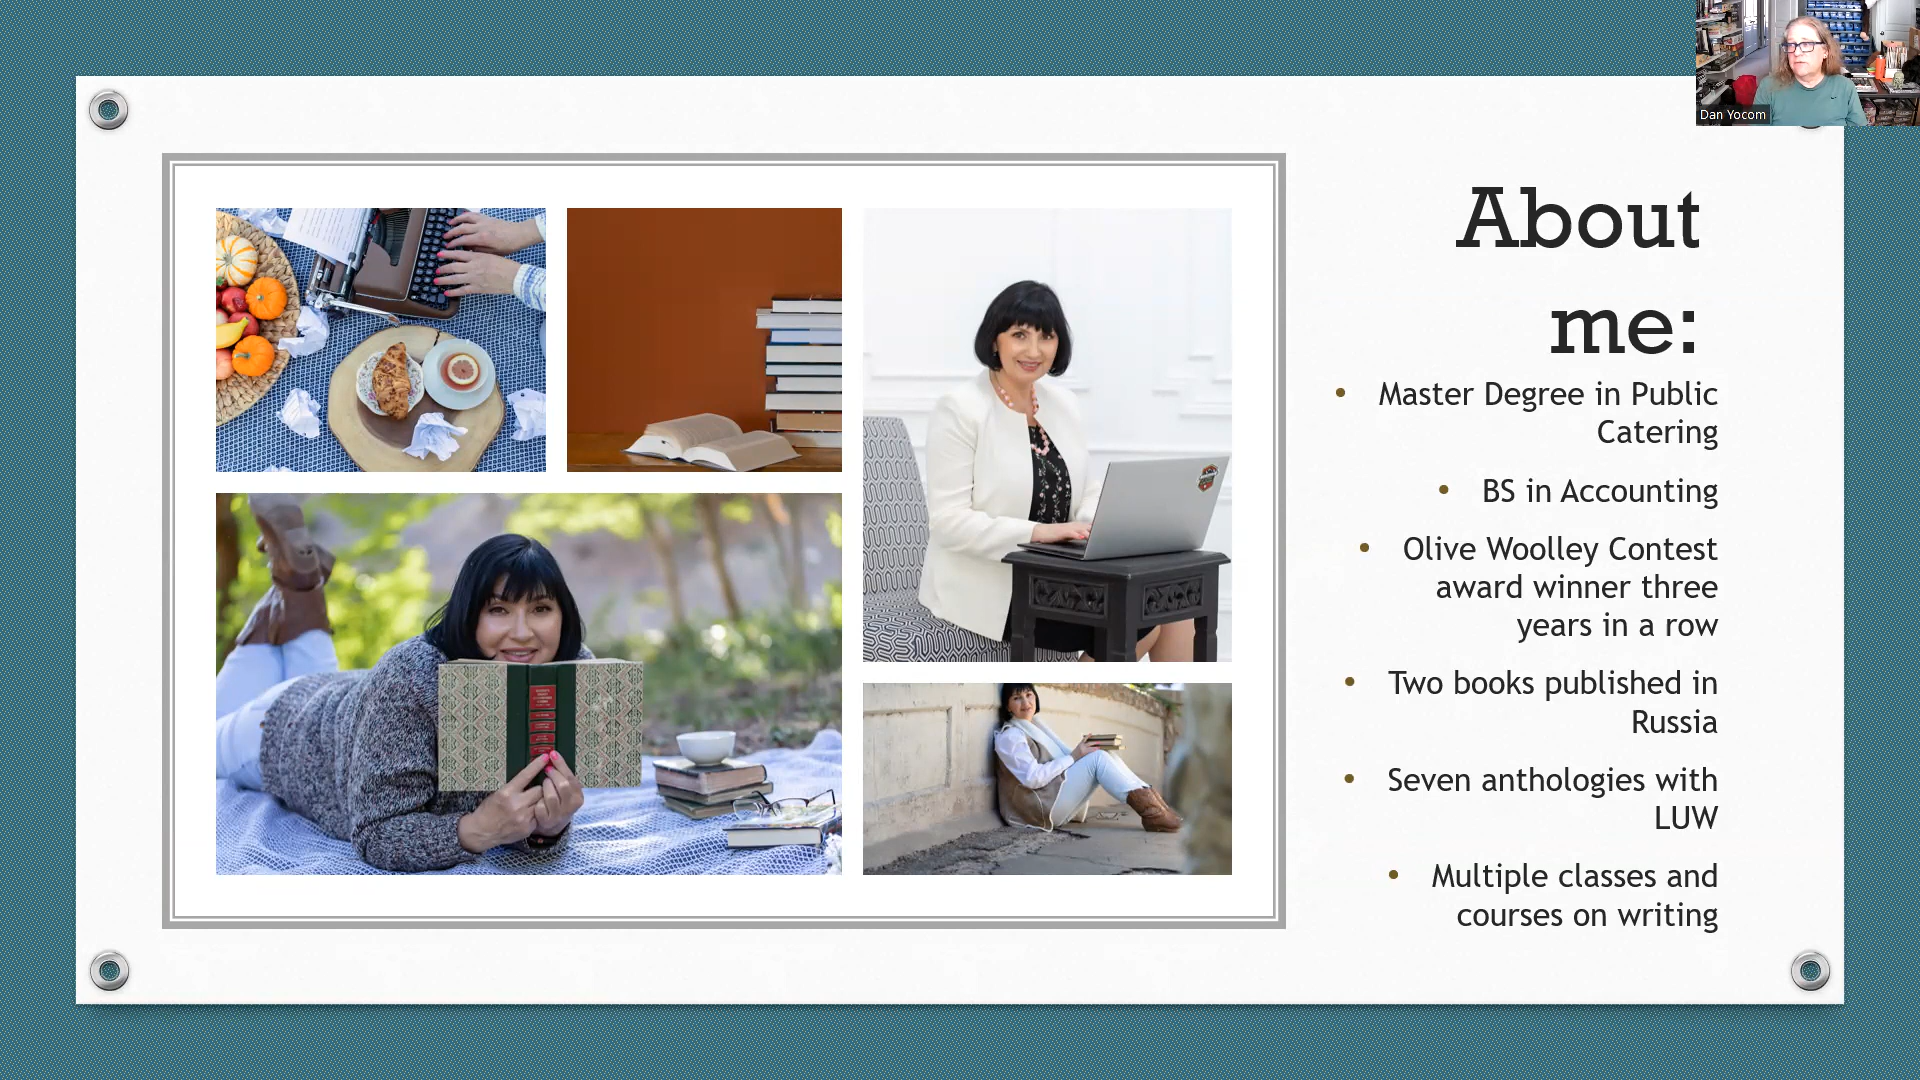 Dan Yocom
About
me:
• Master Degree in Public
Catering
• BS in Accounting
• Olive Woolley Contest
award winner three
years in a row
• Two books published in
Russia
• Seven anthologies with
LUW
• Multiple classes and
courses on writing